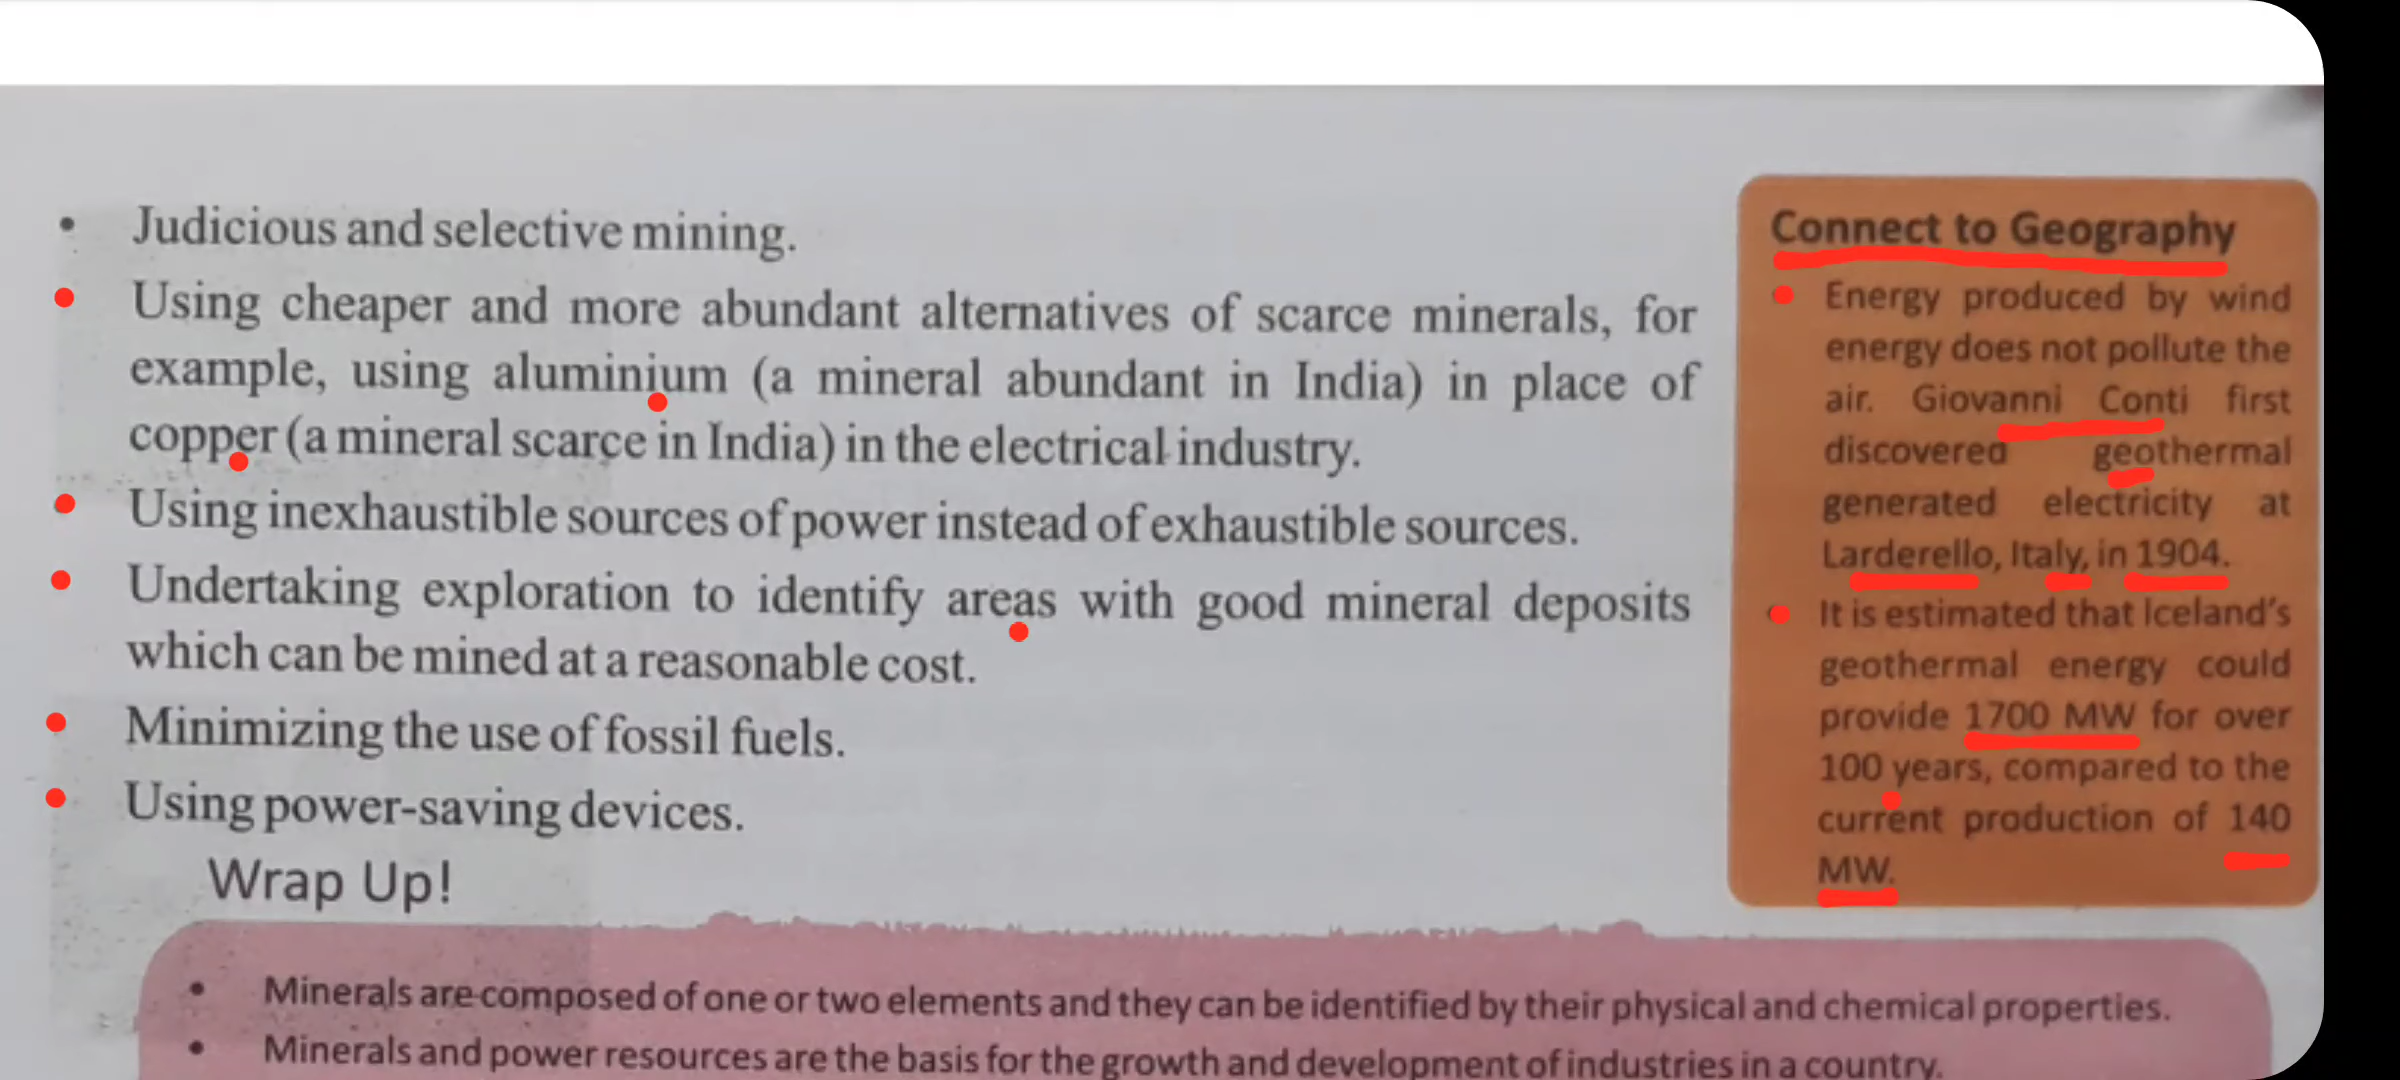 • Judicious and selective mining.
Using cheaper and more abundant alternatives of scarce minerals, for
example, using aluminium (a mineral abundant in India) in place of
copper (a mineral scarce in India) in the electrical industry.
Using inexhaustible sources of power instead of exhaustible sources.
Undertaking exploration to identify areas with good mineral deposits
which can be mined at a reasonable cost.
Minimizing the use of fossil fuels.
Using power-saving devices.
Connect to Geography
Energy produced by wind
energy does not pollute the
air. Giovanni Conti first
discovered geothermal
generated electricity at
Larderello, Italy, in 1904.
It is estimated that Iceland's
geothermal energy could
provide 1700 MW for over
100 years, compared to the
current production of 140
MW.
Wrap Up!
• Minerals are composed of one or two elements and they can be identified by their physical and chemical properties.
• Minerals and power resources are the basis for the growth and development of industries in a country.